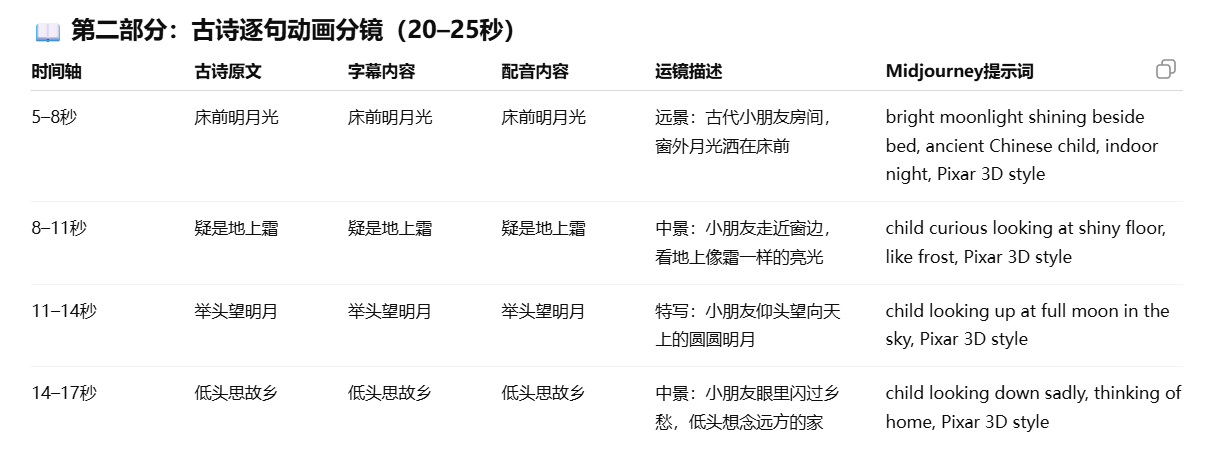 📖 第二部分：古诗逐句动画分镜（20–25秒）
时间轴 古诗原文 字幕内容 配音内容 运镜描述 Midjourney提示词
5–8秒 床前明月光 床前明月光 床前明月光 远景：古代小朋友房间， bright moonlight shining beside
窗外月光洒在床前 bed, ancient Chinese child, indoor
night, Pixar 3D style
8–11秒 疑是地上霜 疑是地上霜 疑是地上霜 中景：小朋友走近窗边， child curious looking at shiny floor,
看地上像霜一样的亮光 like frost, Pixar 3D style
11–14秒 举头望明月 举头望明月 举头望明月 特写：小朋友仰头望向天 child looking up at full moon in the
上的圆圆明月 sky, Pixar 3D style
14–17秒 低头思故乡 低头思故乡 低头思故乡 中景：小朋友眼里闪过乡 child looking down sadly, thinking of
愁，低头想念远方的家 home, Pixar 3D style